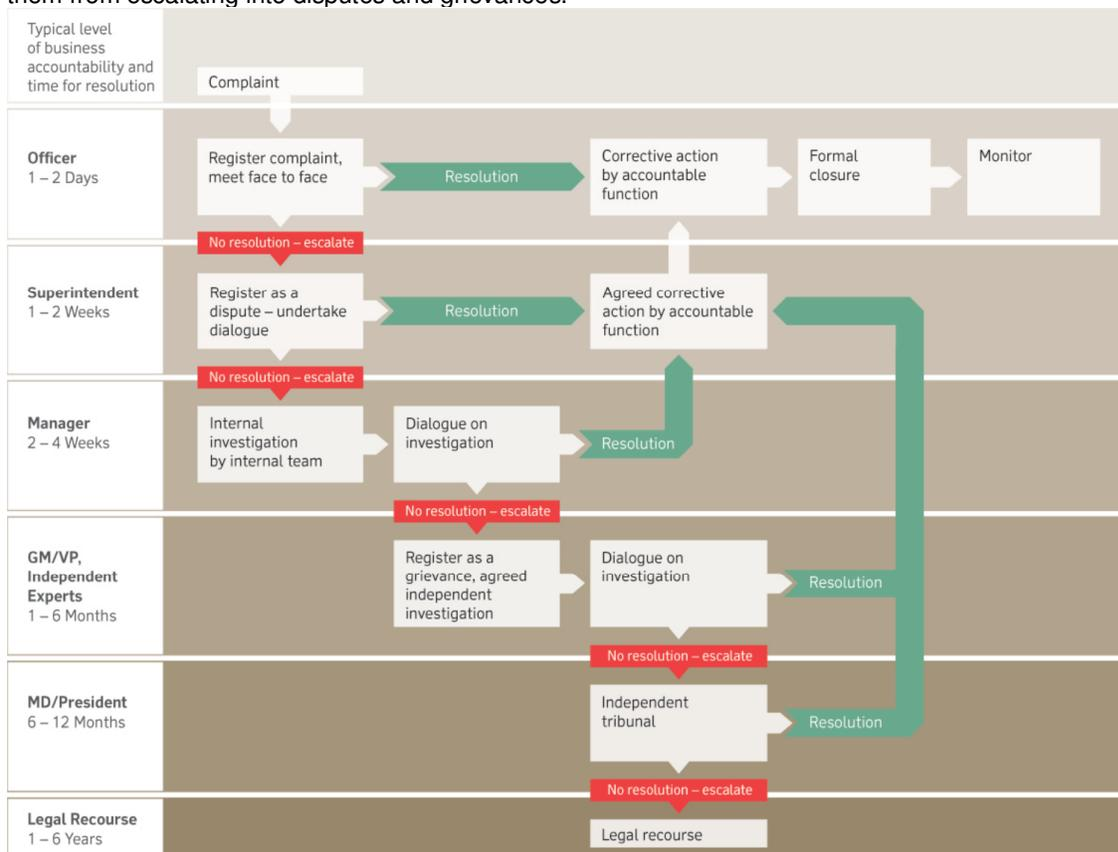 them from escalating into disputes and grievances.
Typical level
of business
accountability and
time for resolution
Complaint
Officer
1 – 2 Days
Register complaint,
meet face to face
Resolution
Corrective action
by accountable
function
Formal
closure
Monitor
No resolution – escalate
Superintendent
1 – 2 Weeks
Register as a
dispute – undertake
dialogue
Resolution
Agreed corrective
action by accountable
function
No resolution – escalate
Manager
2 – 4 Weeks
Internal
investigation
by internal team
Dialogue on
investigation
Resolution
No resolution – escalate
GM/VP,
Independent
Experts
1 – 6 Months
Register as a
grievance, agreed
independent
investigation
Dialogue on
investigation
Resolution
No resolution – escalate
MD/President
6 – 12 Months
Independent
tribunal
Resolution
No resolution – escalate
Legal Recourse
1 – 6 Years
Legal recourse